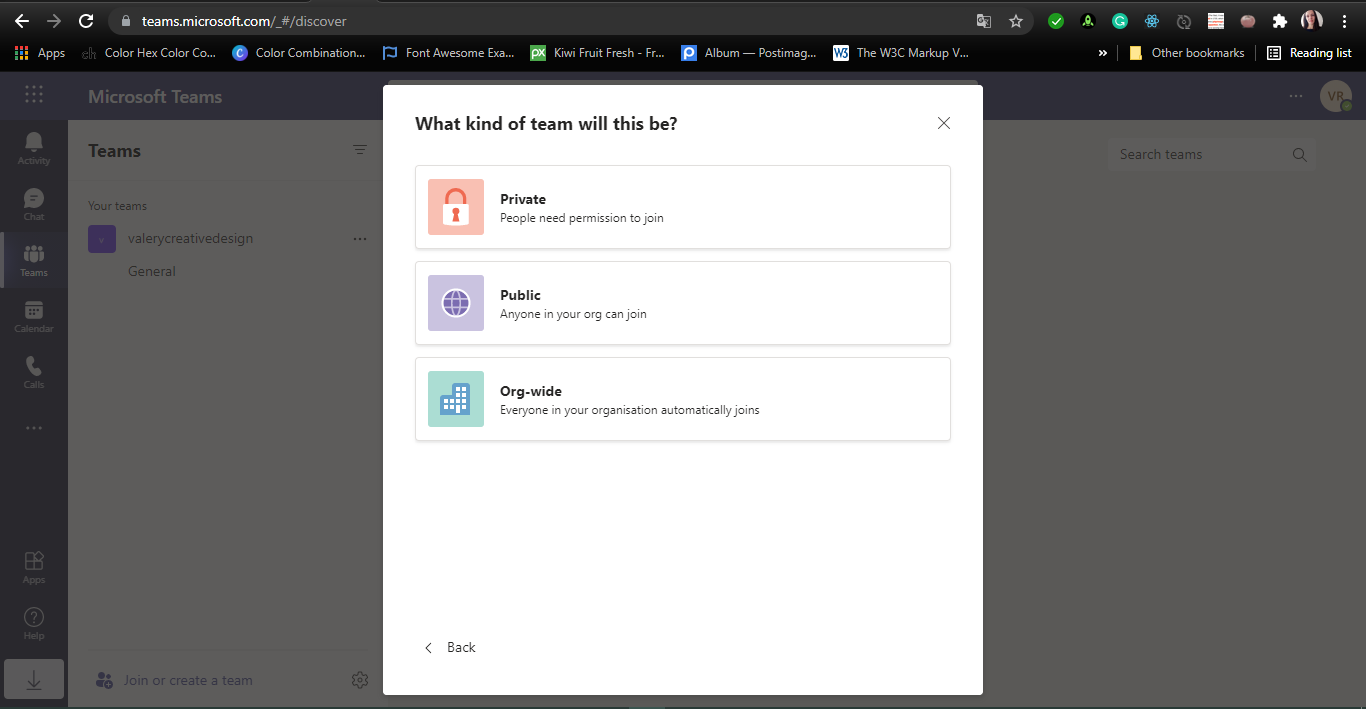 teams.microsoft.com/_#/discover
Apps
Color Hex Color Co...
Color Combination...
Font Awesome Exa...
Kiwi Fruit Fresh - Fr...
Album — Postimag...
The W3C Markup V...
»
Other bookmarks
Reading list
Microsoft Teams
VR
What kind of team will this be?
Activity
Teams
Search teams
Private
People need permission to join
Your teams
Chat
v
valerycreativedesign
Teams
General
Public
Anyone in your org can join
Calendar
Calls
Org-wide
Everyone in your organisation automatically joins
Apps
Help
Back
Join or create a team